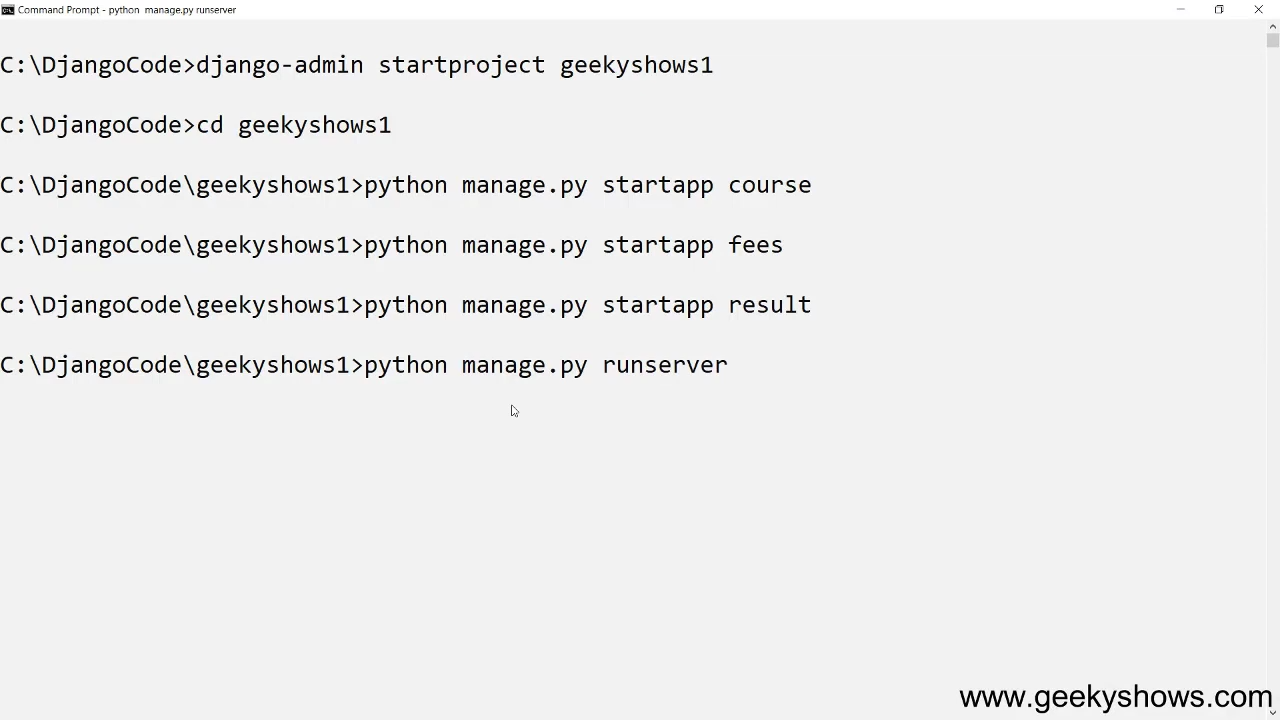 Command Prompt - python  manage.py runserver
C:\DjangoCode>django-admin startproject geekyshows1
C:\DjangoCode>cd geekyshows1
C:\DjangoCode\geekyshows1>python manage.py startapp course
C:\DjangoCode\geekyshows1>python manage.py startapp fees
C:\DjangoCode\geekyshows1>python manage.py startapp result
C:\DjangoCode\geekyshows1>python manage.py runserver
www.geekyshows.com